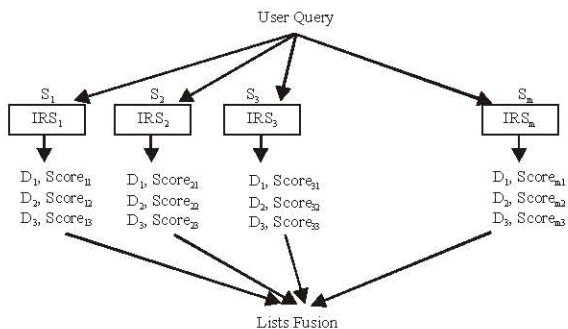 User Query
S₁ S₂ S₃ Sₘ
IRS₁ IRS₂ IRS₃ IRSₘ
D₁, Score₁₁ D₁, Score₂₁ D₁, Score₃₁ D₁, Scoreₘ₁
D₂, Score₁₂ D₂, Score₂₂ D₂, Score₃₂ D₂, Scoreₘ₂
D₃, Score₁₃ D₃, Score₂₃ D₃, Score₃₃ D₃, Scoreₘ₃
Lists Fusion